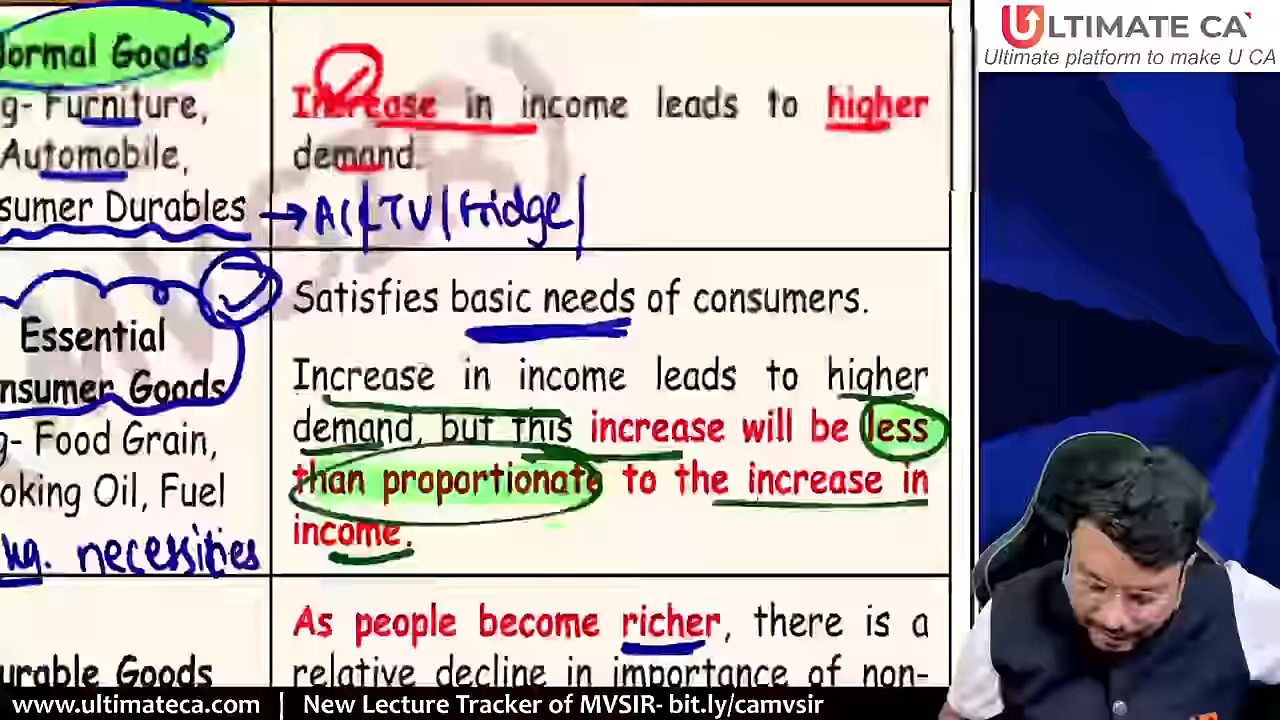 ULTIMATE CA
Ultimate platform to make U CA
ormal Goods
g- Furniture,
Automobile,
sumer Durables
Increase in income leads to higher
demand.
→ AC | TV | Fridge |
Essential
nsumer Goods
g- Food Grain,
oking Oil, Fuel
necessities
Satisfies basic needs of consumers.
Increase in income leads to higher
demand, but this increase will be less
than proportionate to the increase in
income.
urable Goods
As people become richer, there is a
relative decline in importance of non-
www.ultimateca.com | New Lecture Tracker of MVSIR- bit.ly/camvsir